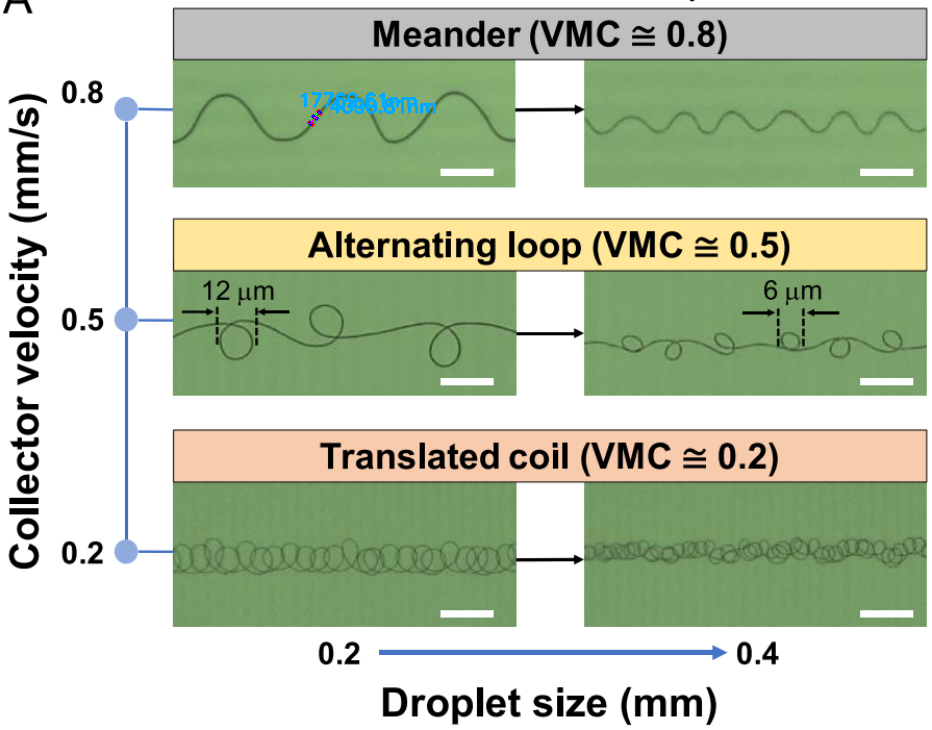 A
Meander (VMC ≅ 0.8)
Collector velocity (mm/s)
0.8
Alternating loop (VMC ≅ 0.5)
12 μm
6 μm
0.5
Translated coil (VMC ≅ 0.2)
0.2
0.2
0.4
Droplet size (mm)